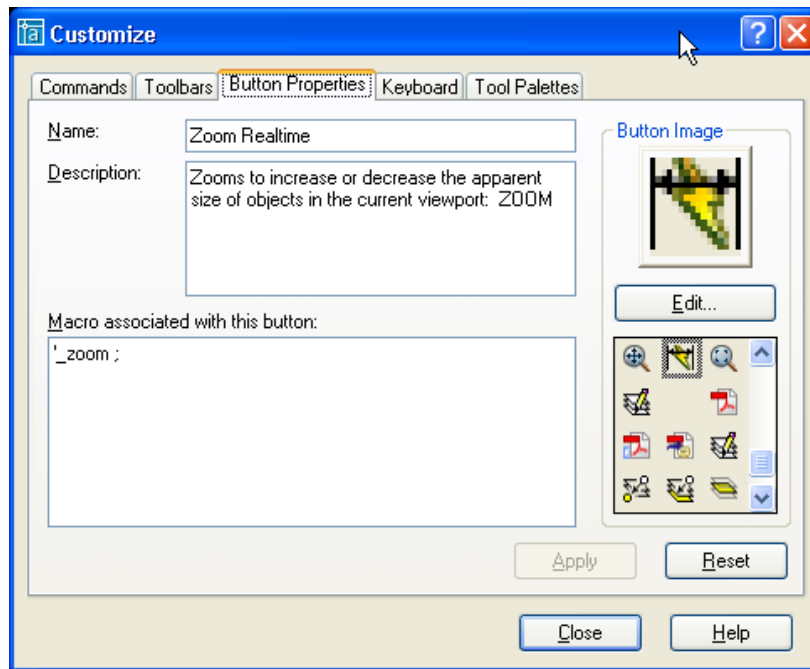 Customize
Commands Toolbars Button Properties Keyboard Tool Palettes
Name:
Zoom Realtime
Description:
Zooms to increase or decrease the apparent
size of objects in the current viewport: ZOOM
Macro associated with this button:
'_zoom ;
Button Image
Edit...
Apply Reset
Close Help